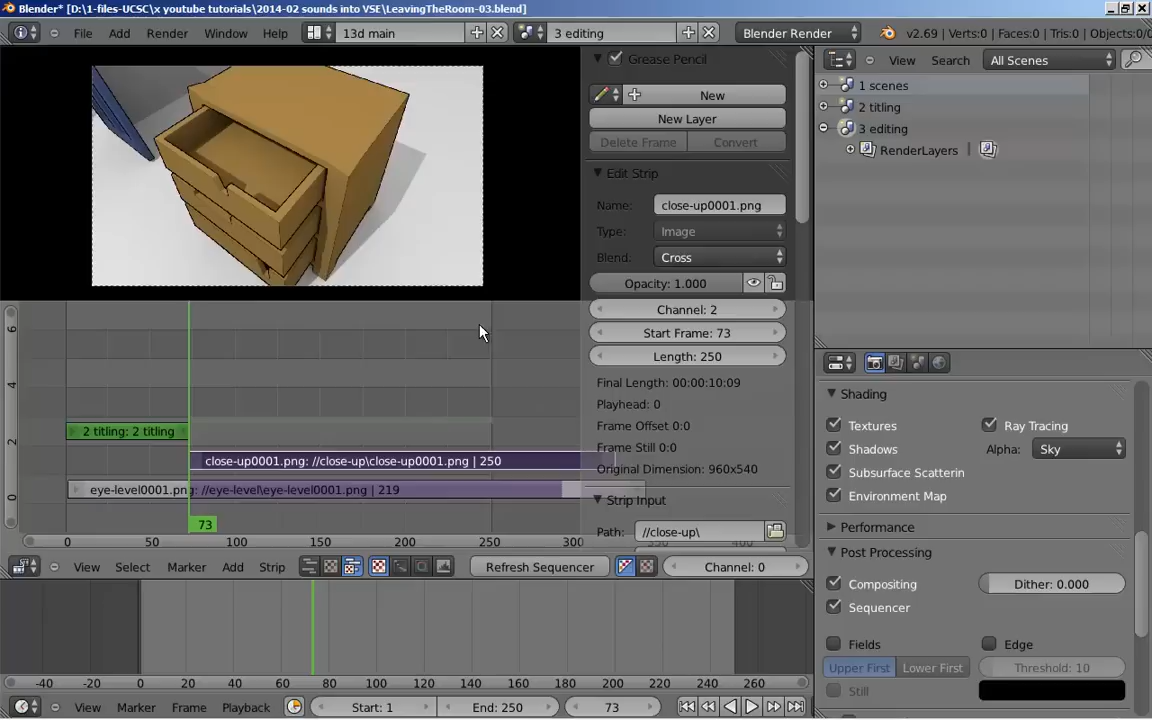 Blender* [D:\1-files-UCSC\x youtube tutorials\2014-02 sounds into VSE\LeavingTheRoom-03.blend]
File Add Render Window Help 13d main 3 editing Blender Render v2.69 | Verts:0 | Faces:0 | Tris:0 | Objects:0/0
Grease Pencil
New
New Layer
Delete Frame Convert
Edit Strip
Name: close-up0001.png
Type: Image
Blend: Cross
Opacity: 1.000
Channel: 2
Start Frame: 73
Length: 250
Final Length: 00:00:10:09
Playhead: 0
Frame Offset 0:0
Frame Still 0:0
Original Dimension: 960x540
Strip Input
Path: //close-up\
View Search All Scenes
1 scenes
2 titling
3 editing
RenderLayers |
6
4
2
0
2 titling: 2 titling
close-up0001.png: //close-up\close-up0001.png | 250
eye-level0001.png: //eye-level\eye-level0001.png | 219
73
0 50 100 150 200 250 300
View Select Marker Add Strip Refresh Sequencer Channel: 0
-40 -20 0 20 40 60 80 100 120 140 160 180 200 220 240 260
View Marker Frame Playback Start: 1 End: 250 73
Shading
Textures Ray Tracing
Shadows Alpha: Sky
Subsurface Scatterin
Environment Map
Performance
Post Processing
Compositing Dither: 0.000
Sequencer
Fields Edge
Upper First Lower First Threshold: 10
Still